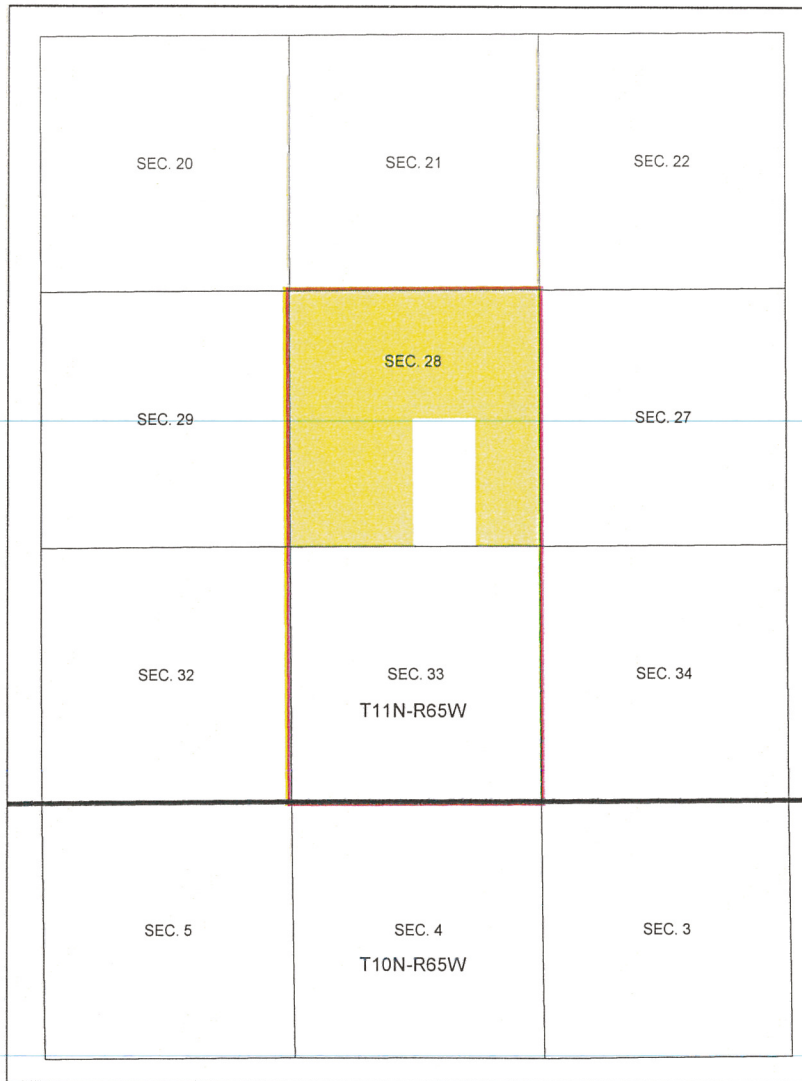 SEC. 20
SEC. 21
SEC. 22
SEC. 28
SEC. 29
SEC. 27
SEC. 32
SEC. 33
SEC. 34
T11N-R65W
SEC. 5
SEC. 4
SEC. 3
T10N-R65W